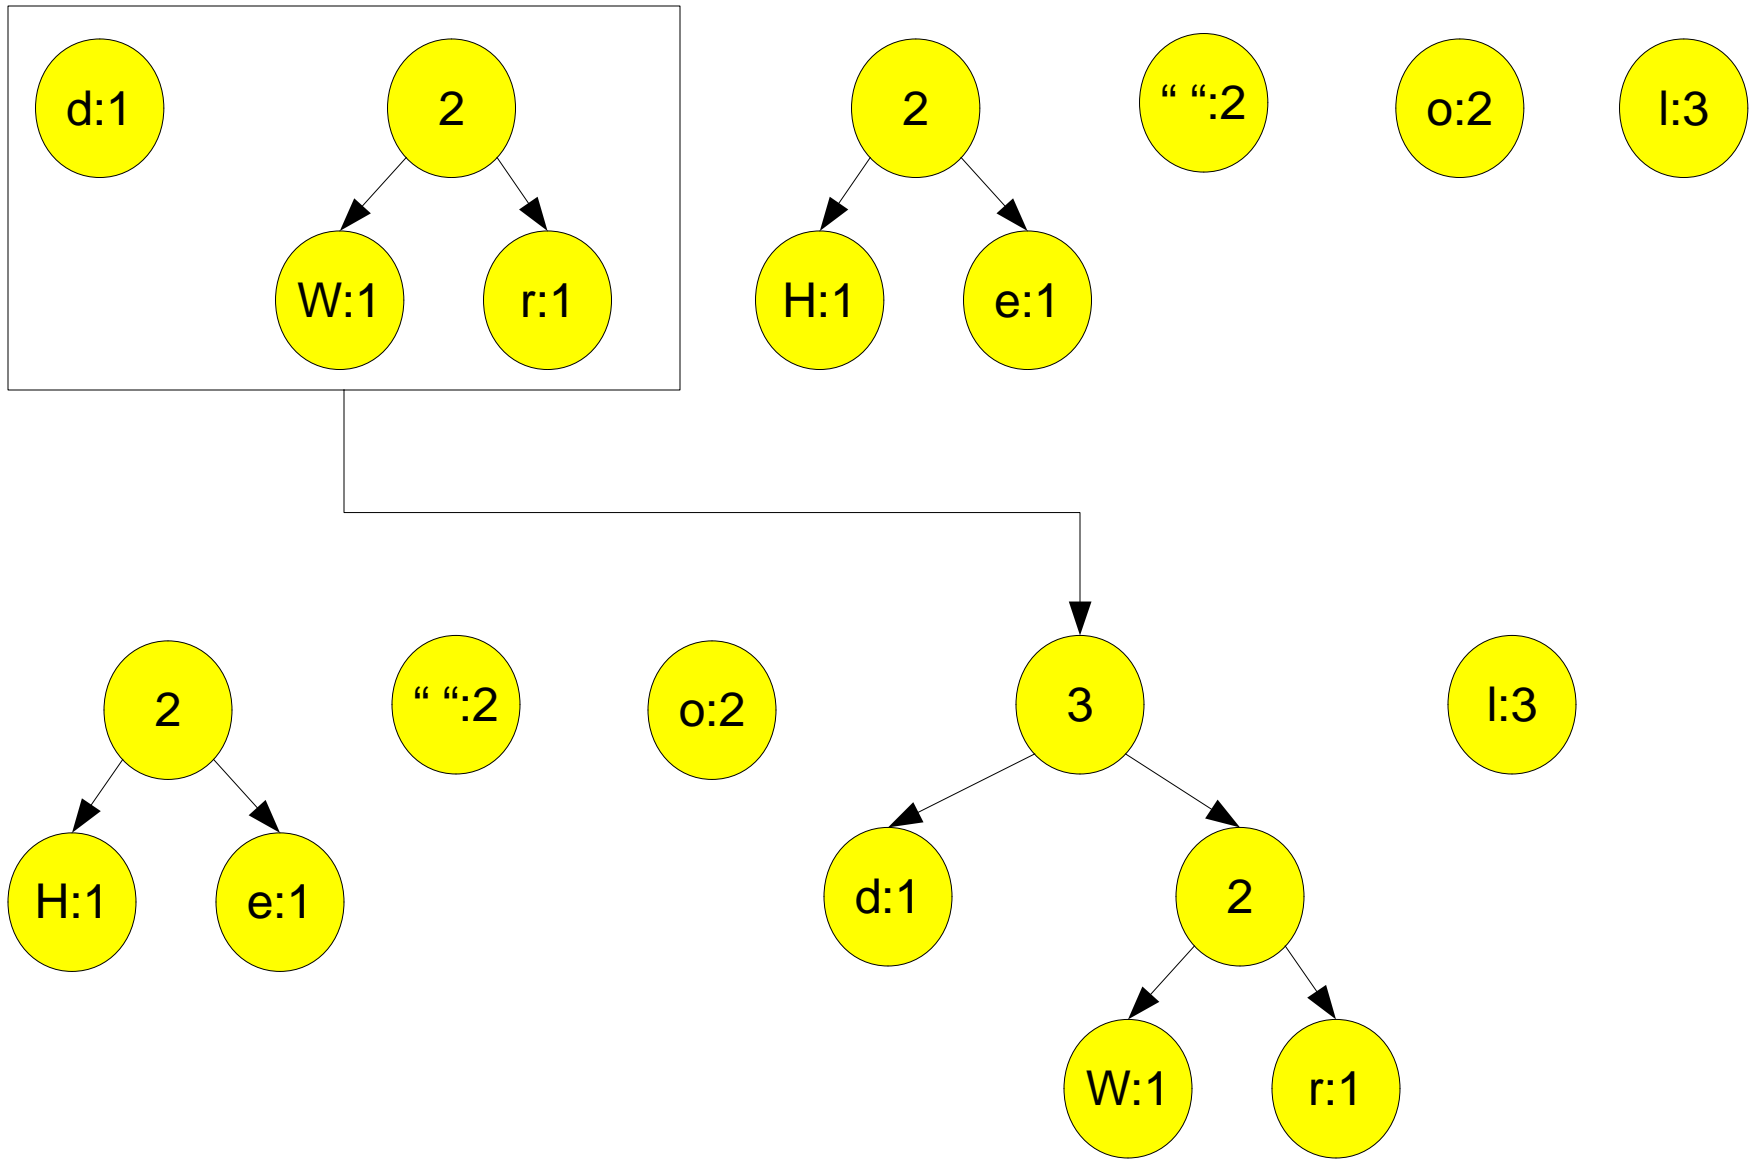 d:1 2 2 “ “:2 o:2 l:3
W:1 r:1 H:1 e:1
2 “ “:2 o:2 3 l:3
H:1 e:1 d:1 2
W:1 r:1